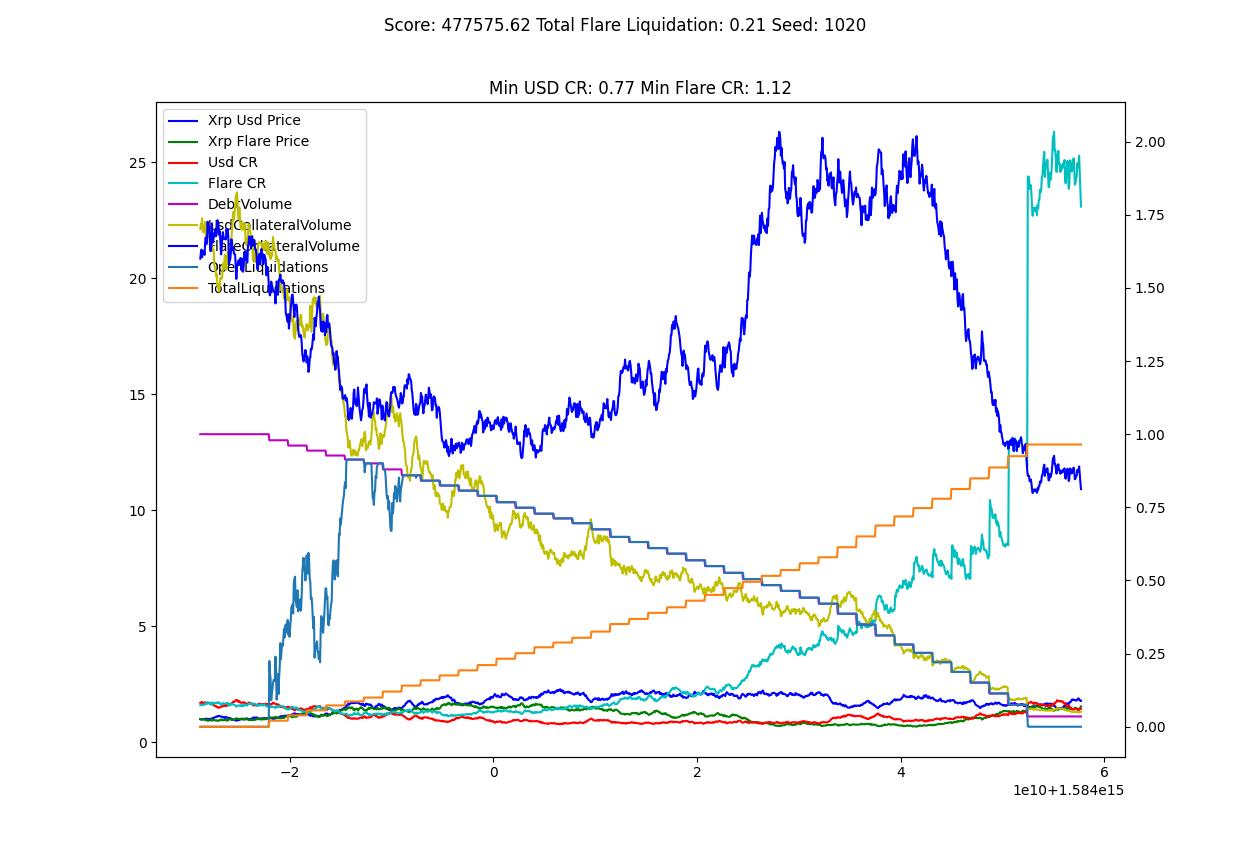 Score: 477575.62 Total Flare Liquidation: 0.21 Seed: 1020
Min USD CR: 0.77 Min Flare CR: 1.12
Xrp Usd Price
Xrp Flare Price
Usd CR
Flare CR
DebtVolume
UsdCollateralVolume
FlareCollateralVolume
OpenLiquidations
TotalLiquidations
25
20
15
10
5
0
2.00
1.75
1.50
1.25
1.00
0.75
0.50
0.25
0.00
−2
0
2
4
6
1e10+1.584e15